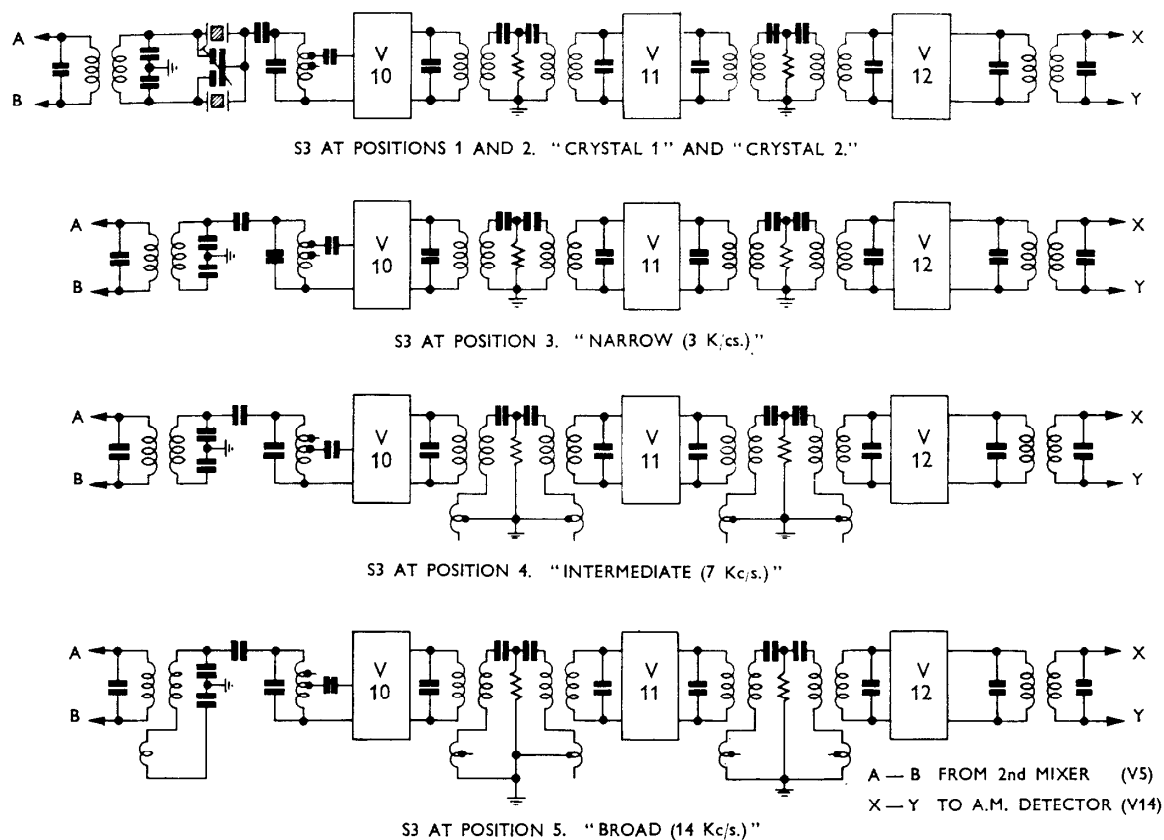 A
B
V
10
V
11
V
12
X
Y
S3 AT POSITIONS 1 AND 2. "CRYSTAL 1" AND "CRYSTAL 2."
A
B
V
10
V
11
V
12
X
Y
S3 AT POSITION 3. "NARROW (3 K/cs.)"
A
B
V
10
V
11
V
12
X
Y
S3 AT POSITION 4. "INTERMEDIATE (7 Kc/s.)"
A
B
V
10
V
11
V
12
X
Y
A — B FROM 2nd MIXER (V5)
X — Y TO A.M. DETECTOR (V14)
S3 AT POSITION 5. "BROAD (14 Kc/s.)"